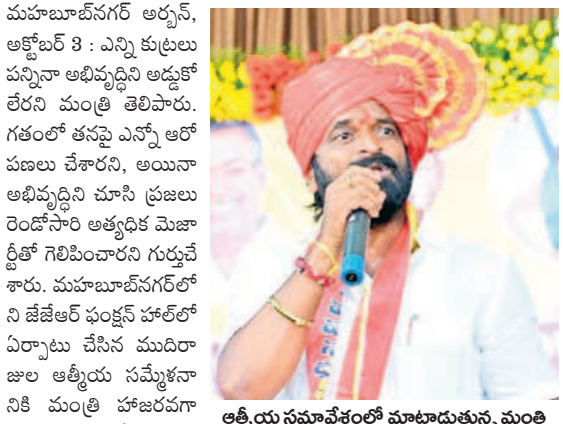 మహబూబ్‌నగర్ అర్బన్,
అక్టోబర్ 3 : ఎన్ని కుట్రలు
పన్నినా అభివృద్ధిని అడ్డుకో
లేరని మంత్రి తెలిపారు.
గతంలో తనపై ఎన్నో ఆరో
పణలు చేశారని, అయినా
అభివృద్ధిని చూసి ప్రజలు
రెండోసారి అత్యధిక మెజా
ర్టీతో గెలిపించారని గుర్తుచే
శారు. మహబూబ్‌నగర్‌లో
ని జేజేఆర్ ఫంక్షన్ హాల్‌లో
ఏర్పాటు చేసిన ముదిరా
జుల ఆత్మీయ సమ్మేళనా
నికి మంత్రి హాజరవగా
ఆత్మీయ సమావేశంలో మాట్లాడుతున్న మంత్రి